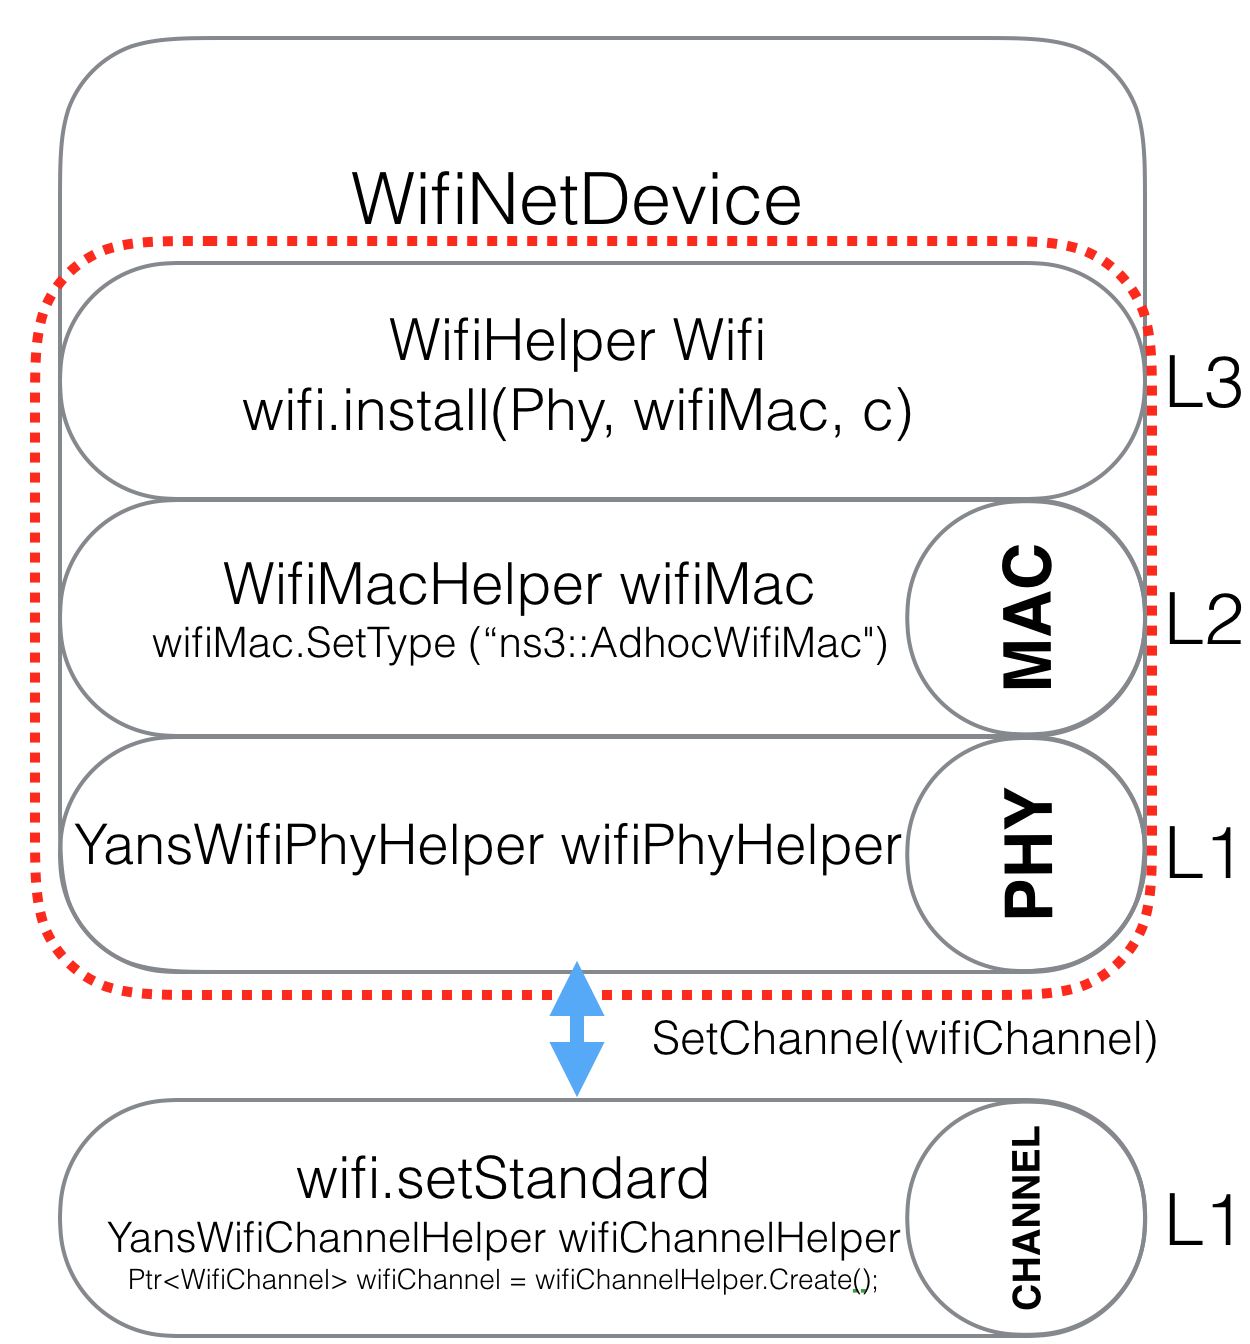 WifiNetDevice
WifiHelper Wifi
wifi.install(Phy, wifiMac, c)
L3
WifiMacHelper wifiMac
wifiMac.SetType (“ns3::AdhocWifiMac")
MAC
L2
YansWifiPhyHelper wifiPhyHelper
PHY
L1
SetChannel(wifiChannel)
wifi.setStandard
YansWifiChannelHelper wifiChannelHelper
Ptr<WifiChannel> wifiChannel = wifiChannelHelper.Create();
CHANNEL
L1